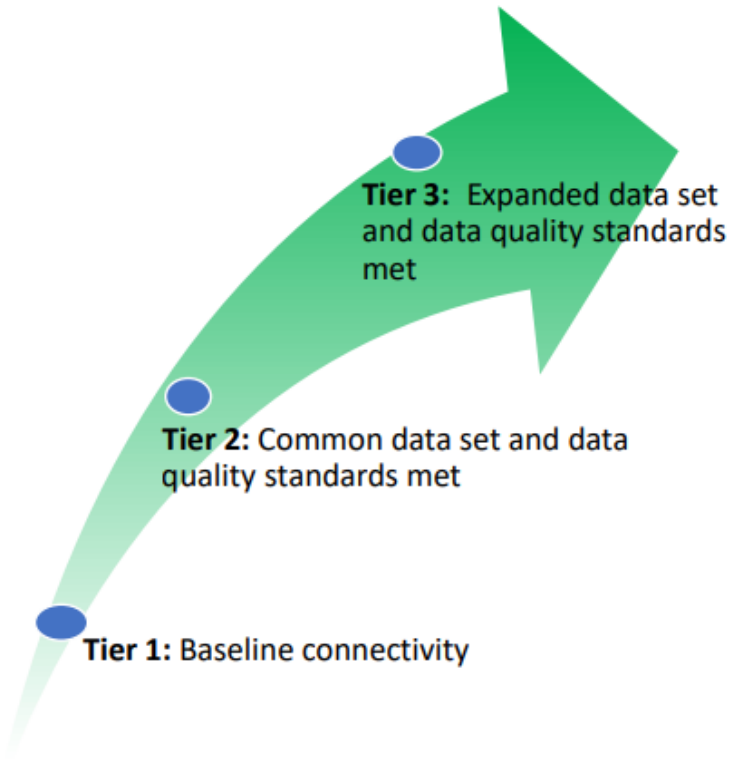 Tier 3:  Expanded data set
and data quality standards
met
Tier 2: Common data set and data
quality standards met
Tier 1: Baseline connectivity